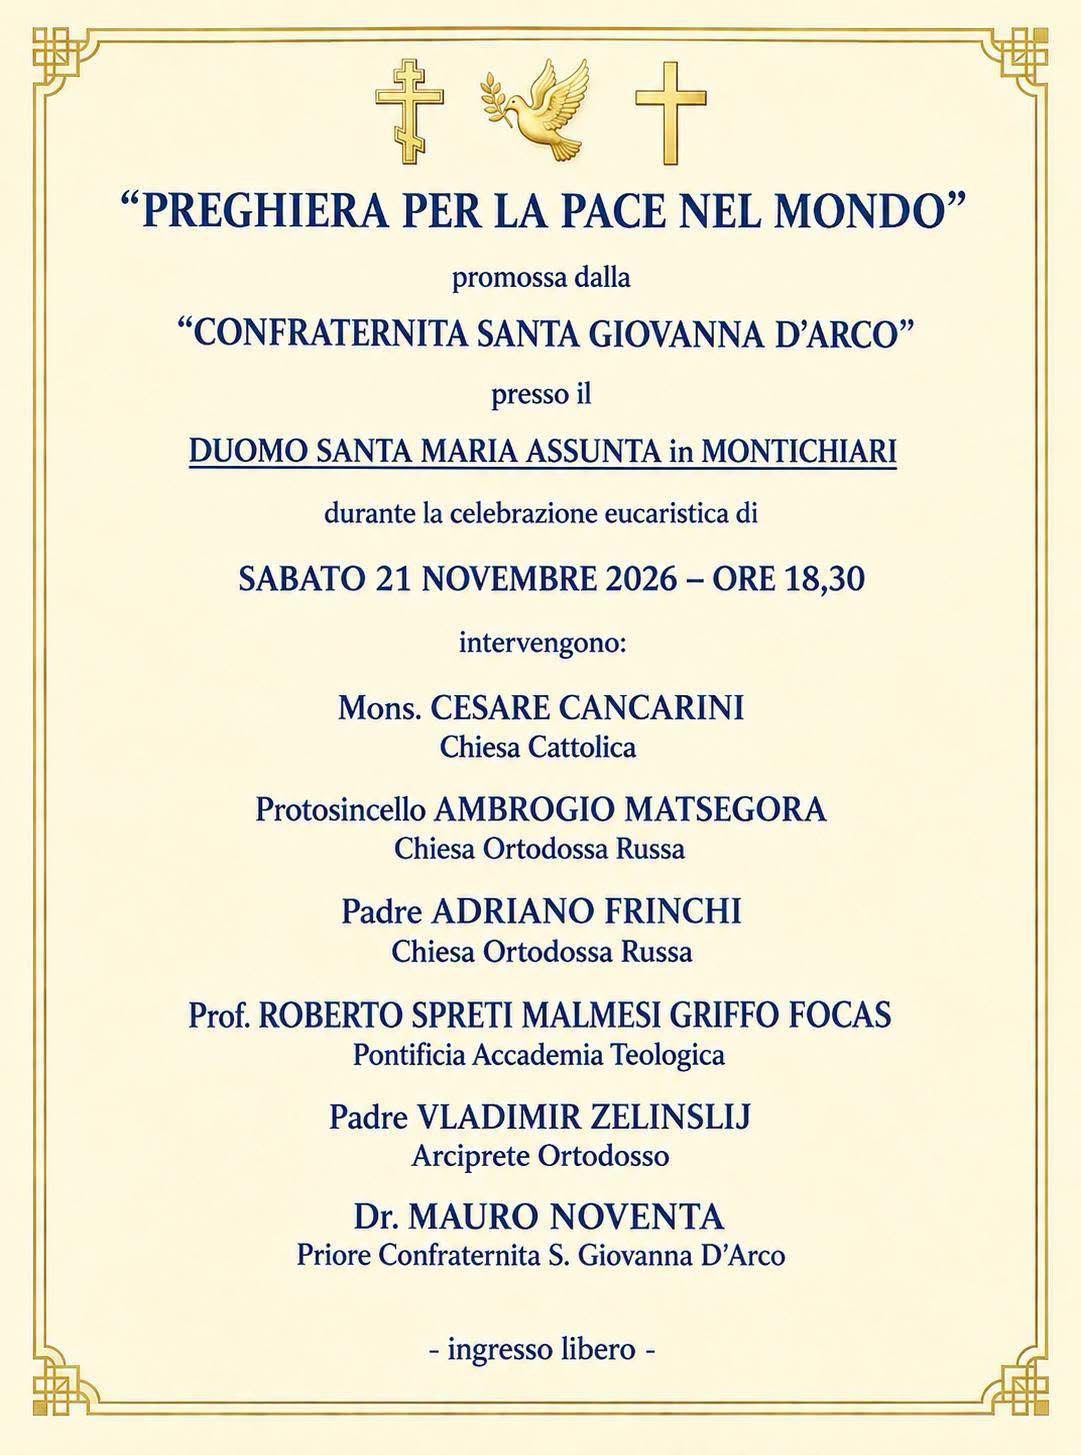 “PREGHIERA PER LA PACE NEL MONDO”
promossa dalla
“CONFRATERNITA SANTA GIOVANNA D’ARCO”
presso il
DUOMO SANTA MARIA ASSUNTA in MONTICHIARI
durante la celebrazione eucaristica di
SABATO 21 NOVEMBRE 2026 – ORE 18,30
intervengono:
Mons. CESARE CANCARINI
Chiesa Cattolica
Protosincello AMBROGIO MATSEGORA
Chiesa Ortodossa Russa
Padre ADRIANO FRINCHI
Chiesa Ortodossa Russa
Prof. ROBERTO SPRETI MALMESI GRIFFO FOCAS
Pontificia Accademia Teologica
Padre VLADIMIR ZELINSLIJ
Arciprete Ortodosso
Dr. MAURO NOVENTA
Priore Confraternita S. Giovanna D’Arco
- ingresso libero -